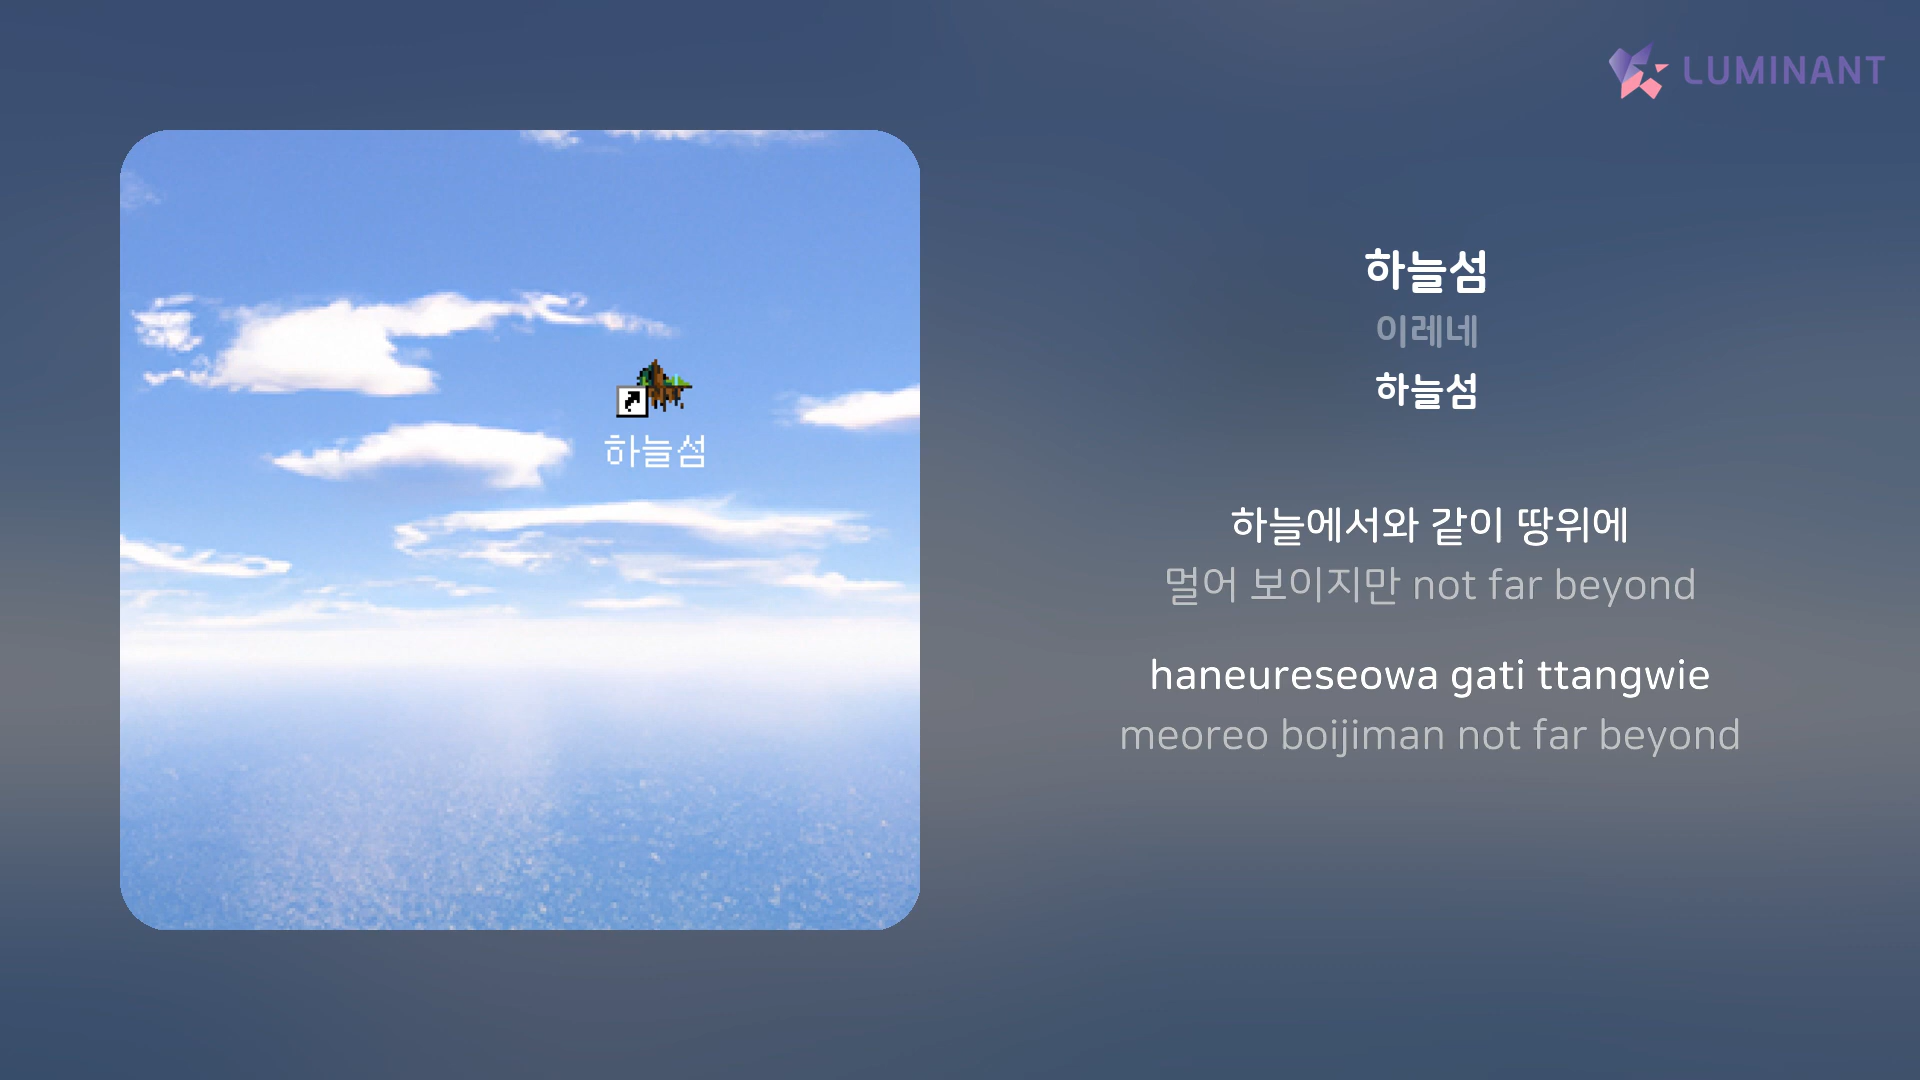 LUMINANT
하늘섬
하늘섬
이레네
하늘섬
하늘에서와 같이 땅위에
멀어 보이지만 not far beyond
haneureseowa gati ttangwie
meoreo boijiman not far beyond